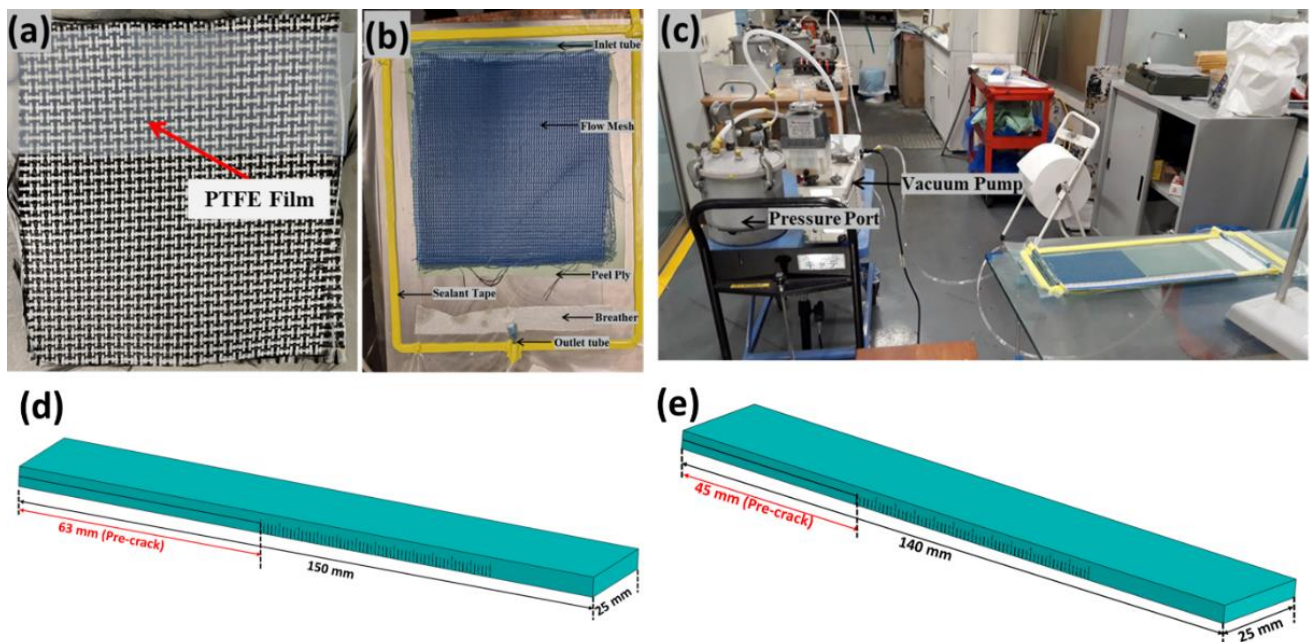 (a)
PTFE Film
(b)
Inlet tube
Flow Mesh
Peel Ply
Sealant Tape
Breather
Outlet tube
(c)
Vacuum Pump
Pressure Port
(d)
63 mm (Pre-crack)
150 mm
25 mm
(e)
45 mm (Pre-crack)
140 mm
25 mm